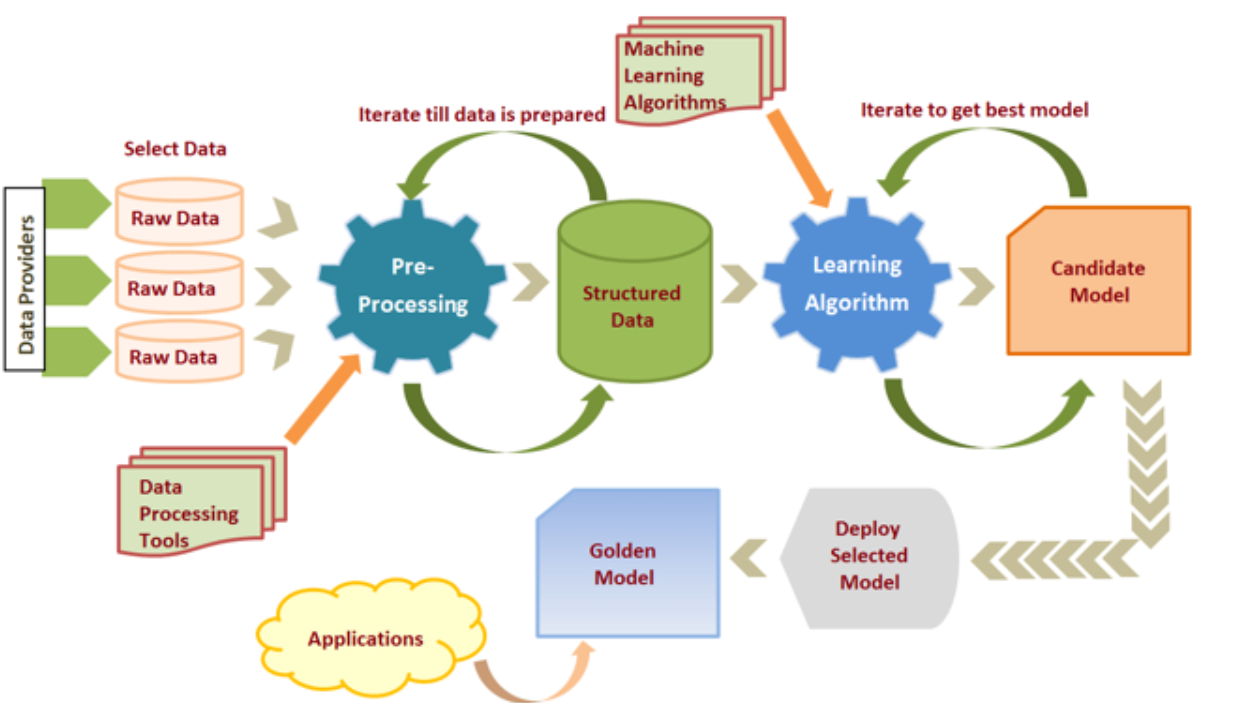 Machine
Learning
Algorithms
Iterate till data is prepared
Iterate to get best model
Select Data
Data Providers
Raw Data
Raw Data
Raw Data
Pre-
Processing
Structured
Data
Learning
Algorithm
Candidate
Model
Data
Processing
Tools
Golden
Model
Deploy
Selected
Model
Applications